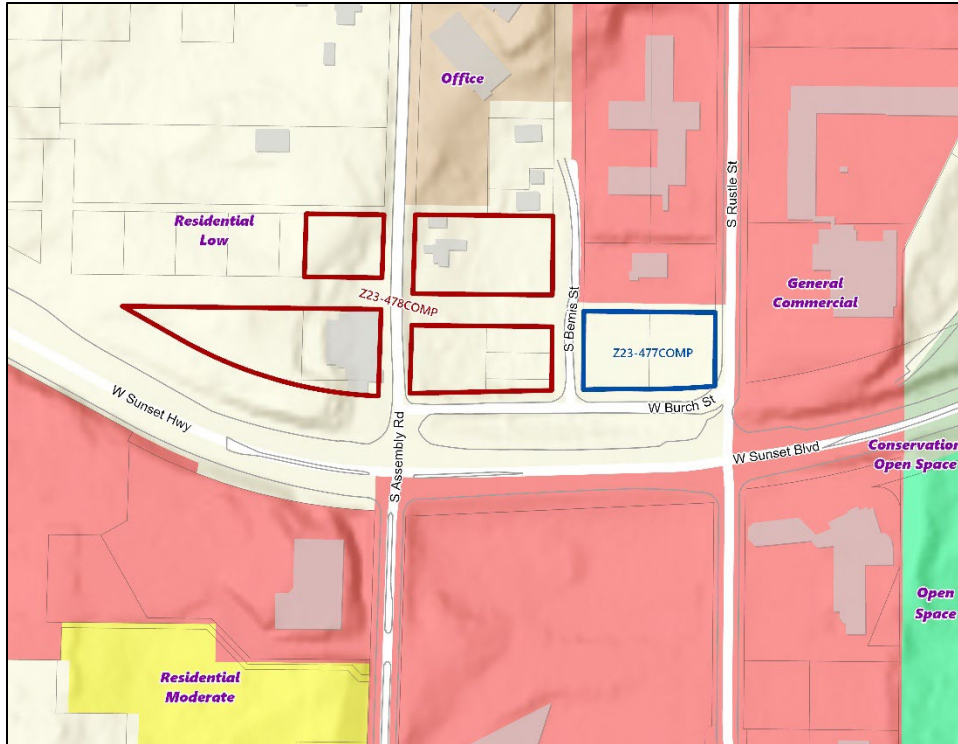 Office
S Rustle St
Residential
Low
General
Commercial
Z23-478COMP
S Bemis St
Z23-477COMP
W Burch St
W Sunset Hwy
S Assembly Rd
W Sunset Blvd
Conservation
Open Space
Open
Space
Residential
Moderate